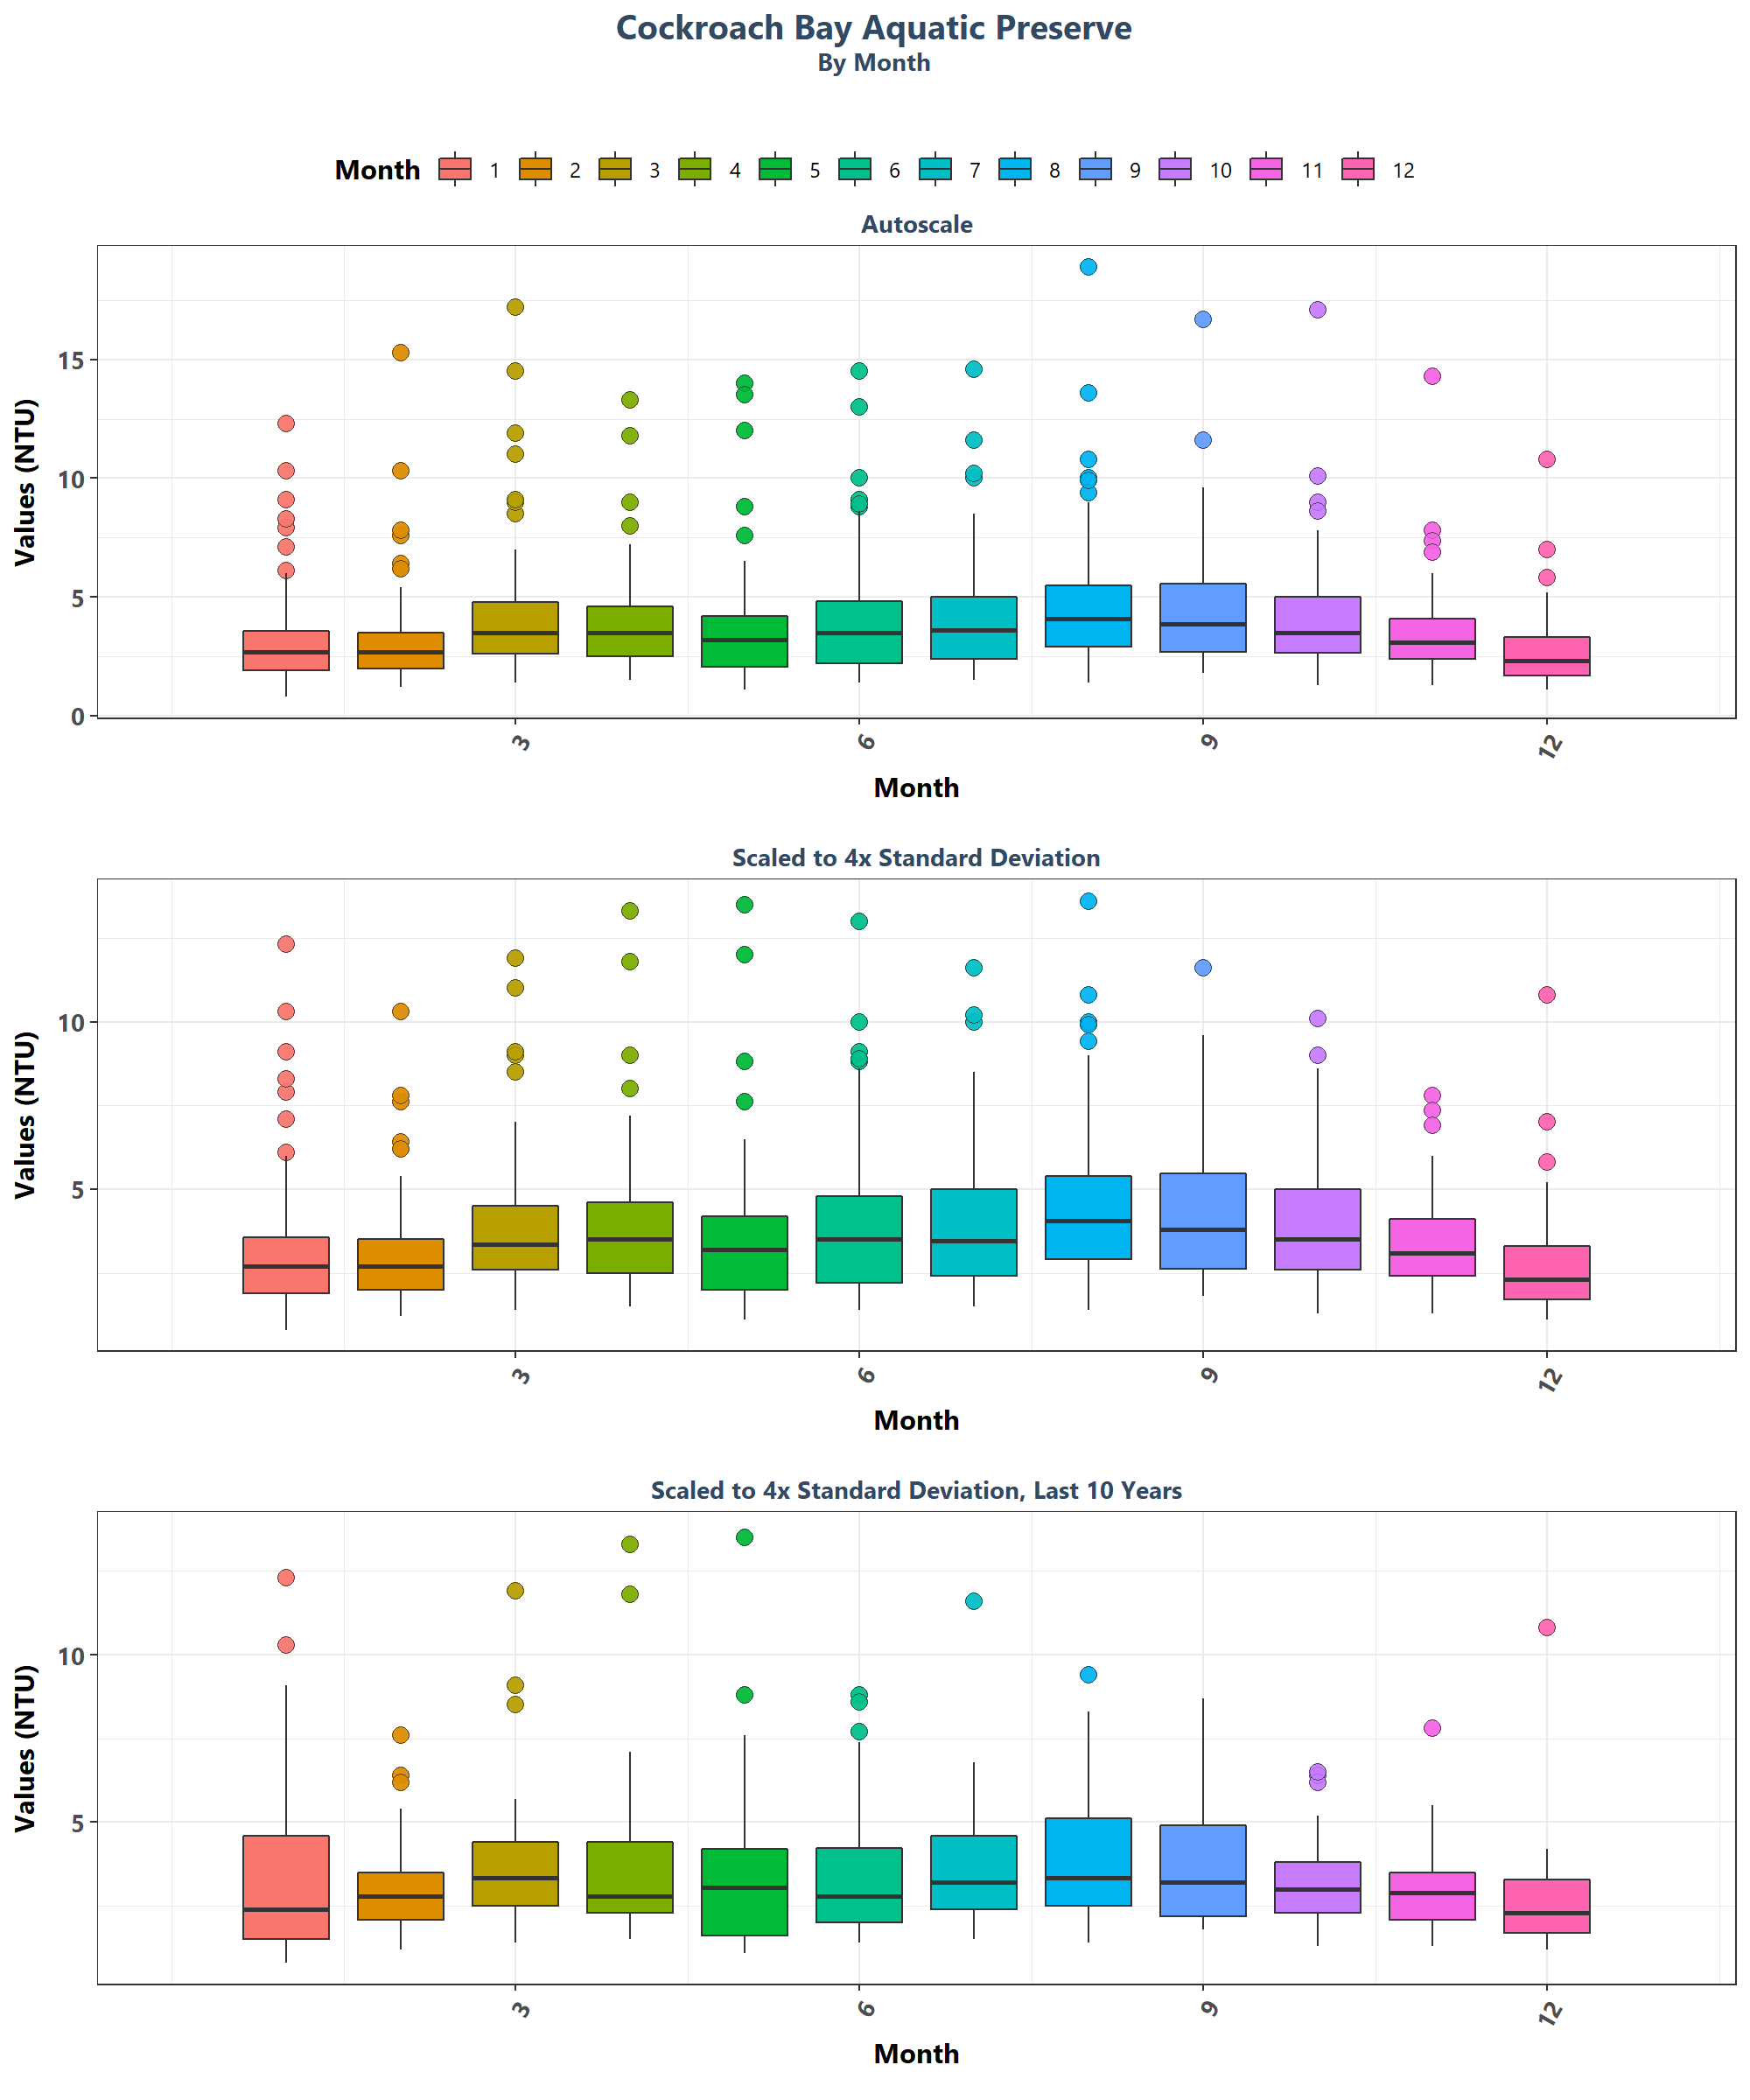 Cockroach Bay Aquatic Preserve
By Month
Month 1 2 3 4 5 6 7 8 9 10 11 12
Autoscale
Values (NTU)
15
10
5
0
3 6 9 12
Month
Scaled to 4x Standard Deviation
Values (NTU)
10
5
3 6 9 12
Month
Scaled to 4x Standard Deviation, Last 10 Years
Values (NTU)
10
5
3 6 9 12
Month